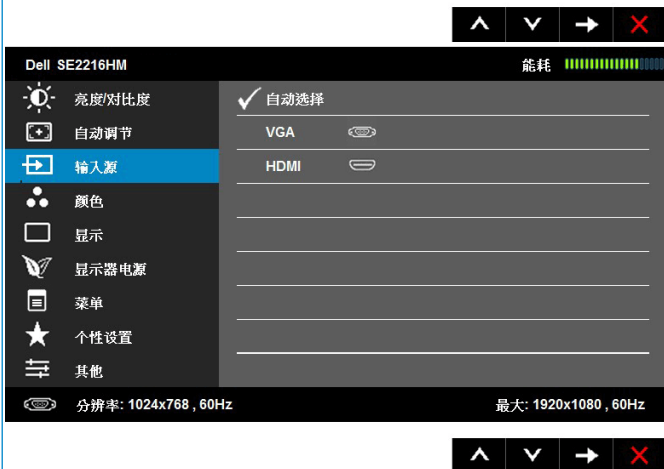 Dell SE2216HM 能耗
亮度/对比度 自动选择
自动调节 VGA
输入源 HDMI
颜色
显示
显示器电源
菜单
个性设置
其他
分辨率: 1024x768 , 60Hz 最大: 1920x1080 , 60Hz